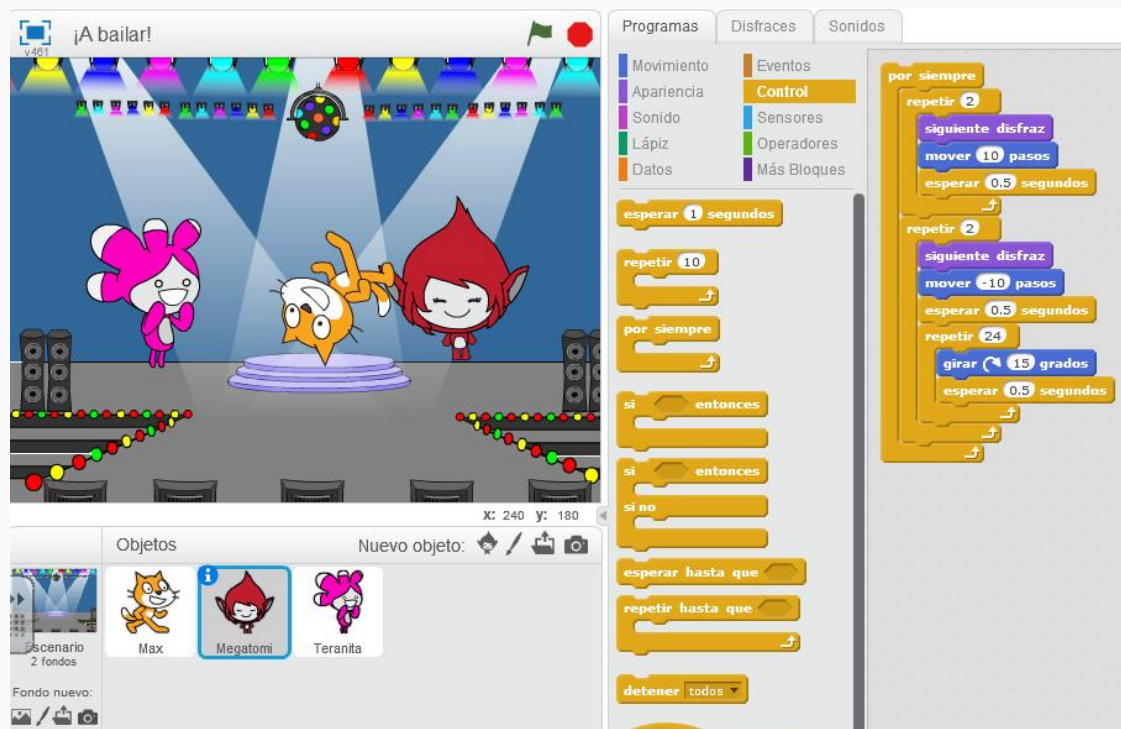 ¡A bailar!
v461
x: 240 y: 180
Objetos
Nuevo objeto:
Max
Megatomi
Teranita
Escenario
2 fondos
Fondo nuevo:
Programas
Disfraces
Sonidos
Movimiento
Eventos
Apariencia
Control
Sonido
Sensores
Lápiz
Operadores
Datos
Más Bloques
esperar 1 segundos
repetir 10
por siempre
si entonces
si entonces
si no
esperar hasta que
repetir hasta que
detener todos
por siempre
repetir 2
siguiente disfraz
mover 10 pasos
esperar 0.5 segundos
repetir 2
siguiente disfraz
mover -10 pasos
esperar 0.5 segundos
repetir 24
girar 15 grados
esperar 0.5 segundos